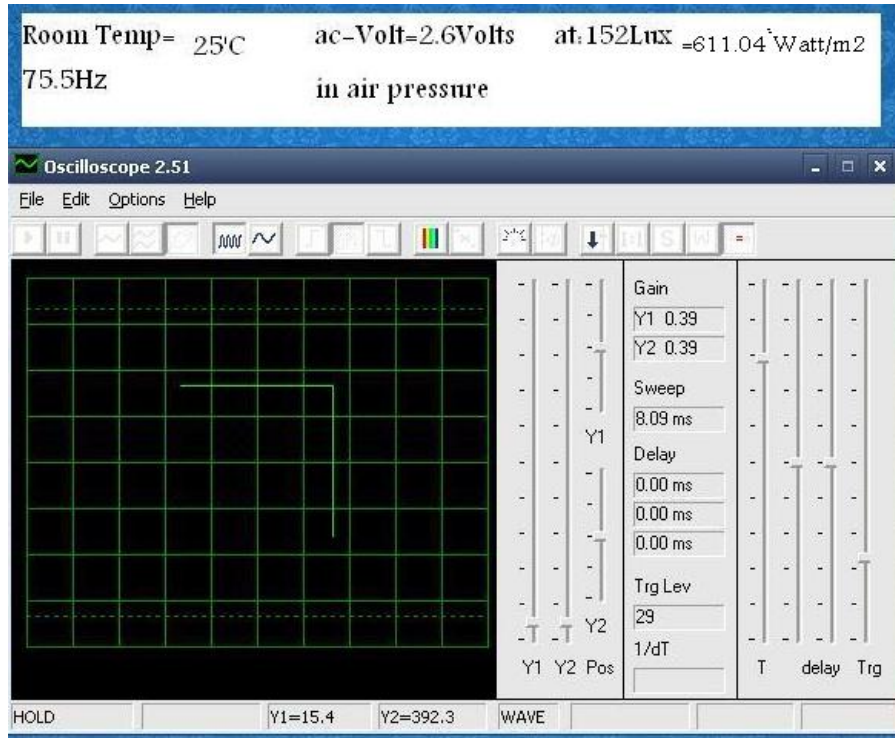 Room Temp= 25'C ac-Volt=2.6Volts at:152Lux =611.04 Watt/m2
75.5Hz in air pressure
Oscilloscope 2.51
File Edit Options Help
Gain
Y1 0.39
Y2 0.39
Sweep
8.09 ms
Y1
Delay
0.00 ms
0.00 ms
0.00 ms
Trg Lev
29
Y2
1/dT
Y1 Y2 Pos T delay Trg
HOLD Y1=15.4 Y2=392.3 WAVE